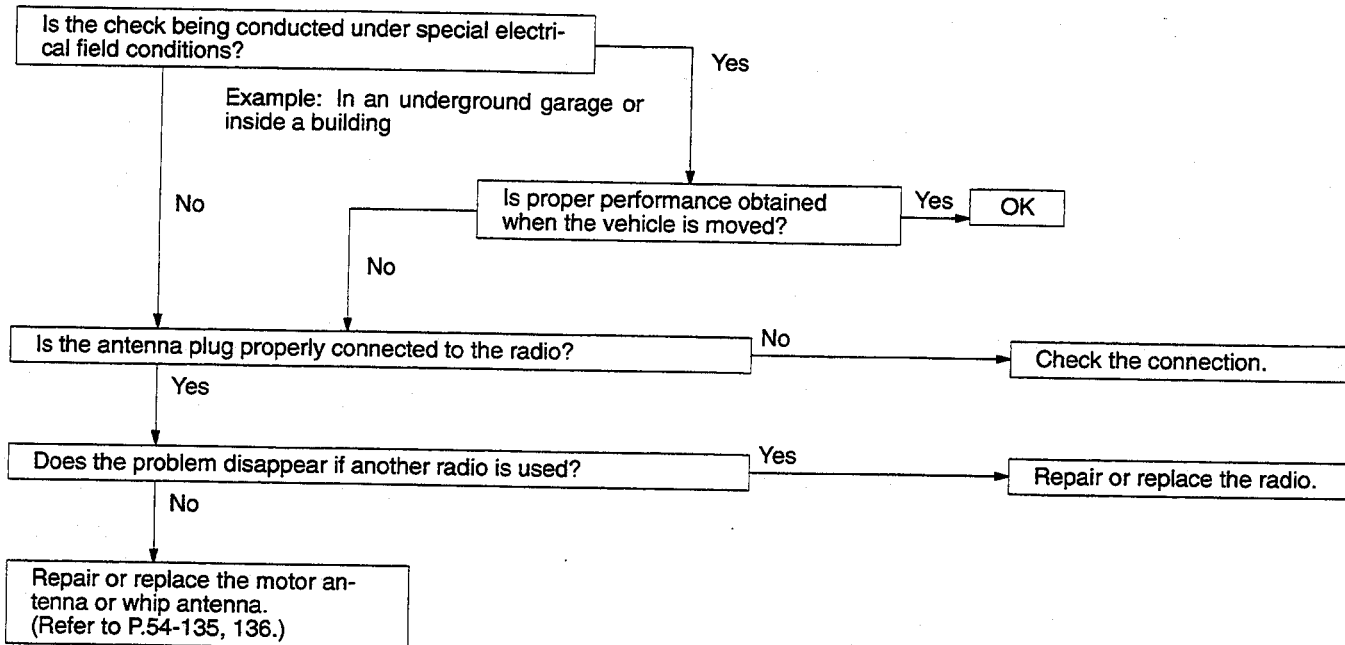 Is the check being conducted under special electri-
cal field conditions?
Yes
Example: In an underground garage or
inside a building
No
Is proper performance obtained
when the vehicle is moved?
Yes
OK
No
Is the antenna plug properly connected to the radio?
No
Check the connection.
Yes
Does the problem disappear if another radio is used?
Yes
Repair or replace the radio.
No
Repair or replace the motor an-
tenna or whip antenna.
(Refer to P.54-135, 136.)